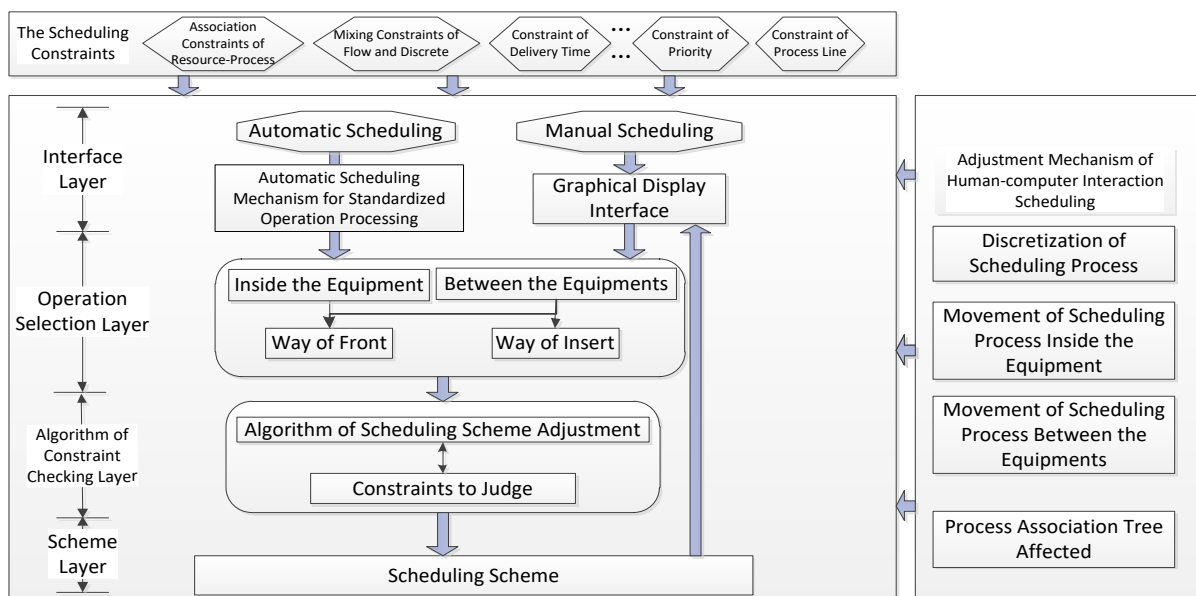 The Scheduling
Constraints
Association
Constraints of
Resource-Process
Mixing Constraints of
Flow and Discrete
Constraint of
Delivery Time
...
...
Constraint of
Priority
Constraint of
Process Line
Interface
Layer
Operation
Selection Layer
Algorithm of
Constraint
Checking Layer
Scheme
Layer
Automatic Scheduling
Manual Scheduling
Automatic Scheduling
Mechanism for Standardized
Operation Processing
Graphical Display
Interface
Inside the Equipment
Between the Equipments
Way of Front
Way of Insert
Algorithm of Scheduling Scheme Adjustment
Constraints to Judge
Scheduling Scheme
Adjustment Mechanism of
Human-computer Interaction
Scheduling
Discretization of
Scheduling Process
Movement of Scheduling
Process Inside the
Equipment
Movement of Scheduling
Process Between the
Equipments
Process Association Tree
Affected